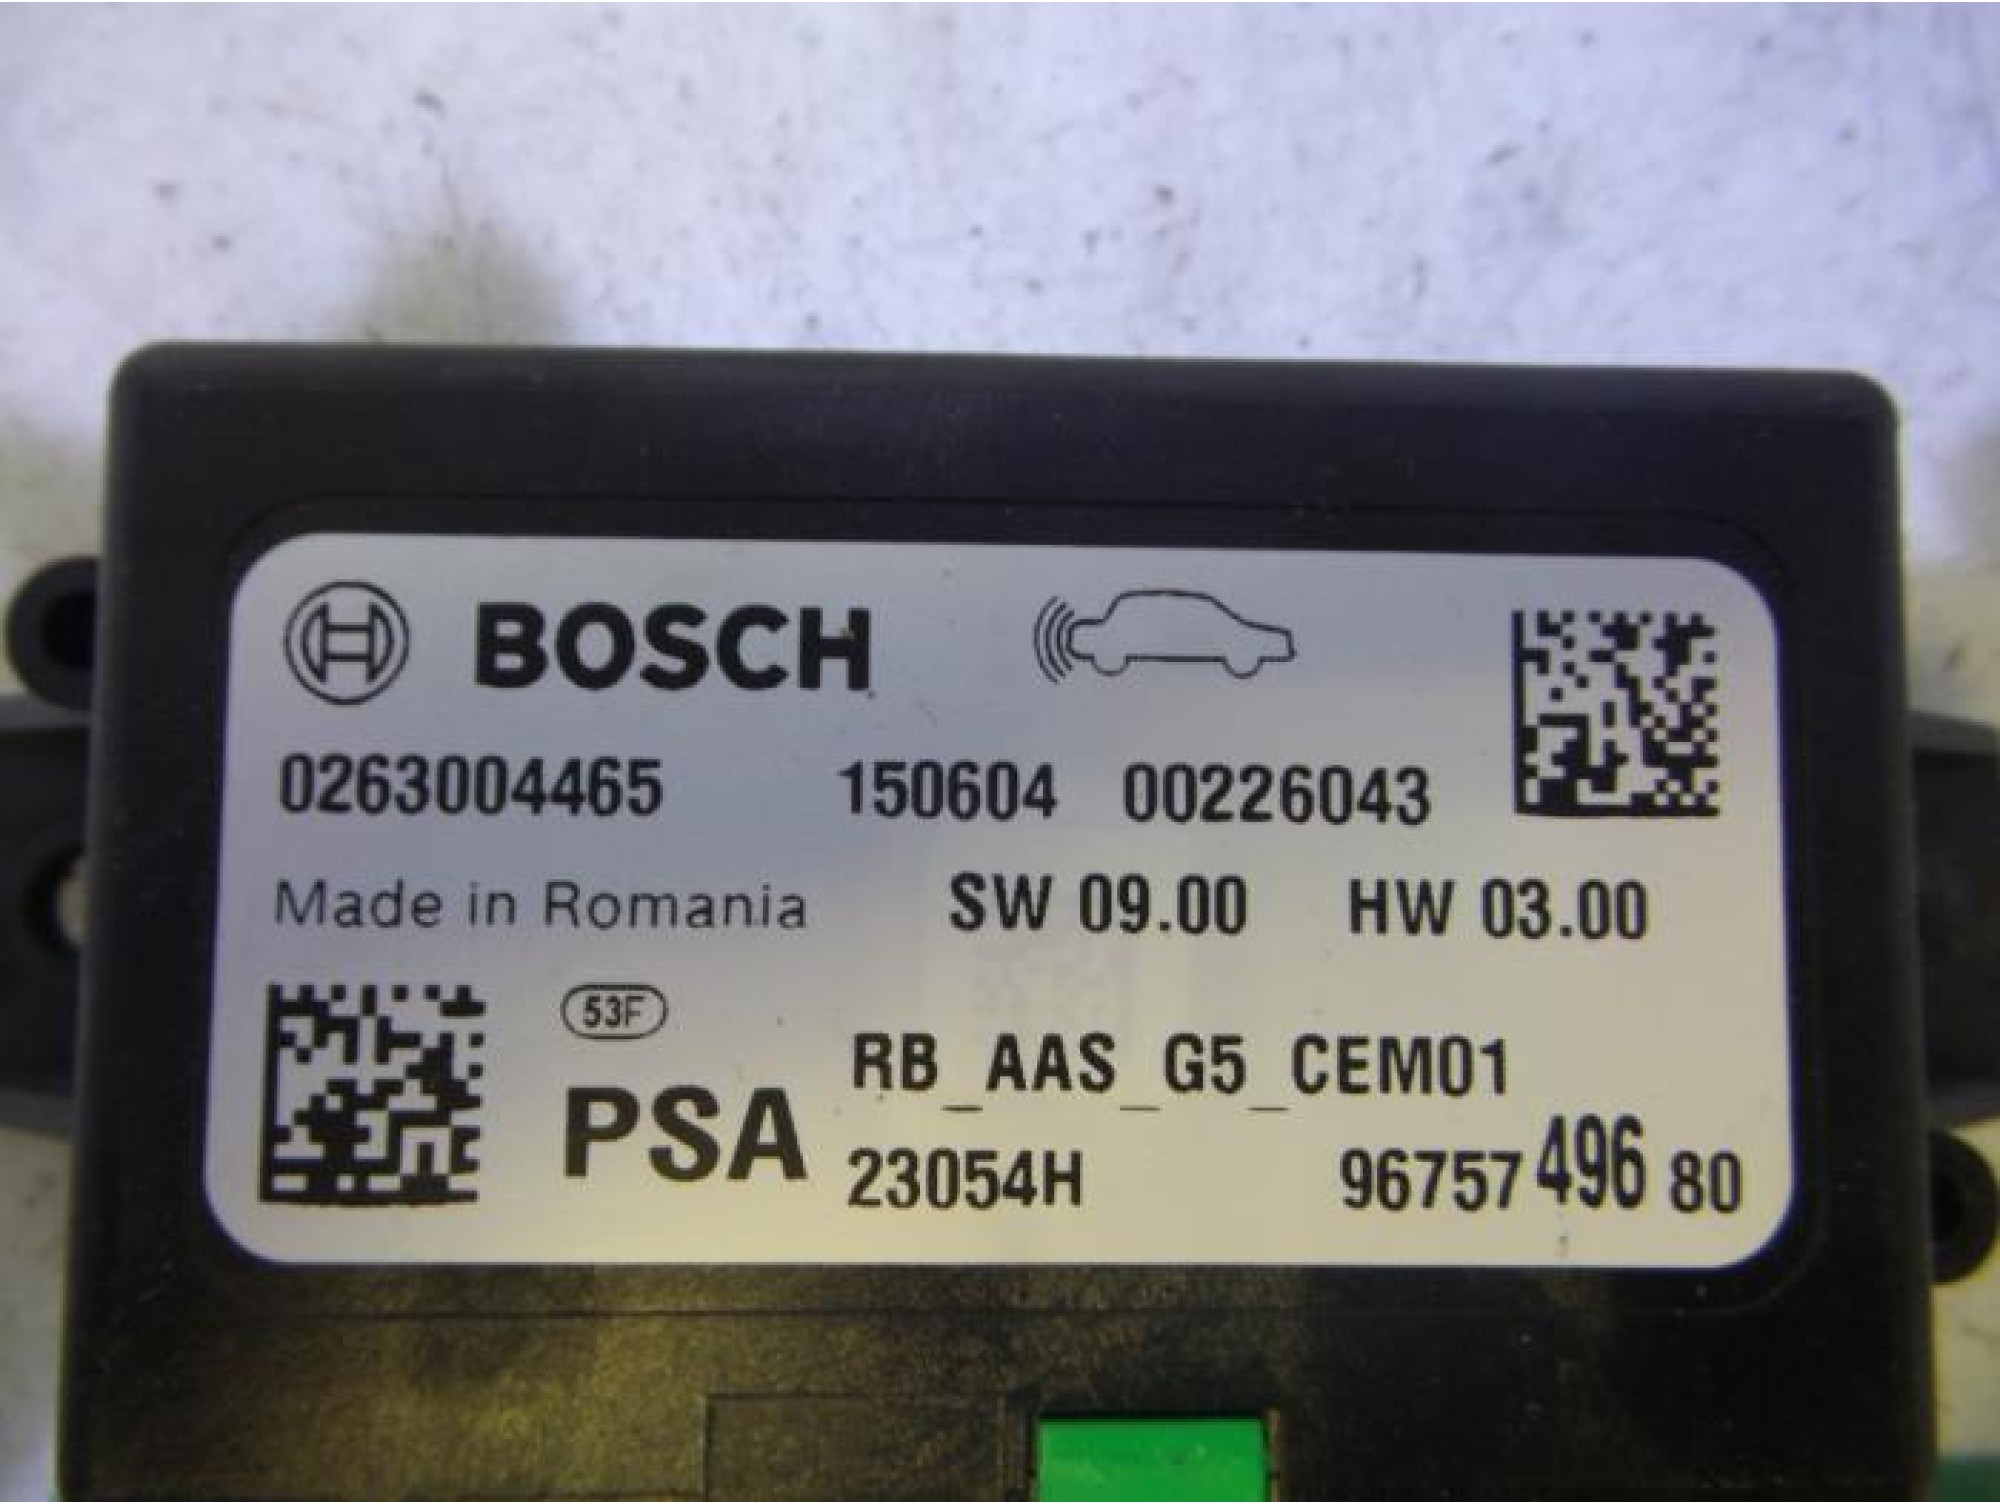 BOSCH
0263004465 150604 00226043
Made in Romania SW 09.00 HW 03.00
53F
RB_AAS_G5_CEM01
PSA
23054H 96757 496 80